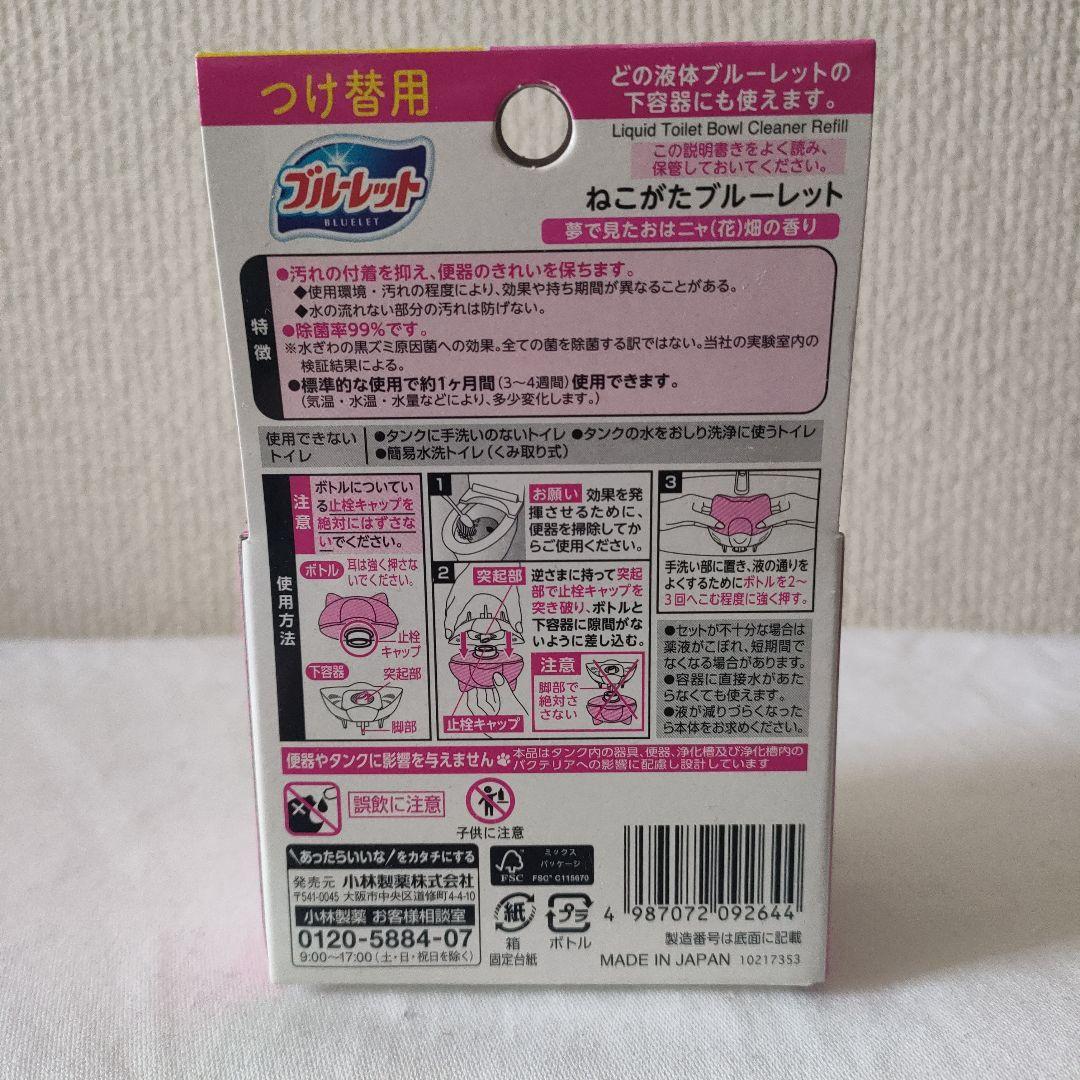 つけ替用
どの液体ブルーレットの
下容器にも使えます。
Liquid Toilet Bowl Cleaner Refill
この説明書きをよく読み、
保管しておいてください。
ブルーレット
BLUELET
ねこがたブルーレット
夢で見たおはニャ(花)畑の香り
特徴
●汚れの付着を抑え、便器のきれいを保ちます。
◆使用環境・汚れの程度により、効果や持ち期間が異なることがある。
◆水の流れない部分の汚れは防げない。
●除菌率99%です。
※水ぎわの黒ズミ原因菌への効果。全ての菌を除菌する訳ではない。当社の実験室内の
検証結果による。
●標準的な使用で約1ヶ月間(3〜4週間)使用できます。
(気温・水温・水量などにより、多少変化します。)
使用できない
トイレ
●タンクに手洗いのないトイレ ●タンクの水をおしり洗浄に使うトイレ
●簡易水洗トイレ(くみ取り式)
使用方法
注意
ボトルについてい
る止栓キャップを
絶対にはずさな
いでください。
ボトル
耳は強く押さな
いでください。
止栓
キャップ
下容器
突起部
脚部
1
お願い 効果を発
揮させるために、
便器を掃除してか
らご使用ください。
2
突起部
止栓キャップ
逆さまに持って突起
部で止栓キャップを
突き破り、ボトルと
下容器に隙間がな
いように差し込む。
注意
脚部で
絶対さ
さない
3
手洗い部に置き、液の通りを
よくするためにボトルを2〜
3回へこむ程度に強く押す。
●セットが不十分な場合は
薬液がこぼれ、短期間で
なくなる場合があります。
●容器に直接水があた
らなくても使えます。
●液が減りづらくなった
ら本体をお求めください。
便器やタンクに影響を与えません
本品はタンク内の器具、便器、浄化槽及び浄化槽内の
バクテリアへの影響に配慮し設計しています
誤飲に注意
子供に注意
\あったらいいな/をカタチにする
発売元 小林製薬株式会社
〒541-0045 大阪市中央区道修町4-4-10
小林製薬 お客様相談室
0120-5884-07
9:00〜17:00(土・日・祝日を除く)
FSC
ミックス
パッケージ
FSC® C115670
紙
箱
固定台紙
プラ
ボトル
4 987072 092644
製造番号は底面に記載
MADE IN JAPAN 10217353